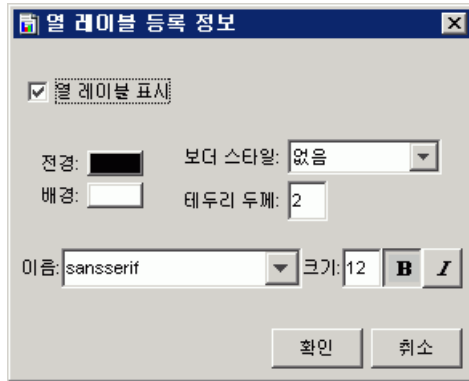 열 레이블 등록 정보
열 레이블 표시
전경: 보더 스타일: 없음
배경: 테두리 두께: 2
이름: sansserif 크기: 12 B I
확인 취소